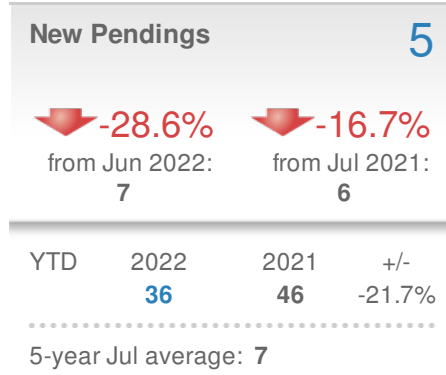 New Pendings 5
-28.6% -16.7%
from Jun 2022: from Jul 2021:
7 6
YTD 2022 2021 +/-
36 46 -21.7%
5-year Jul average: 7